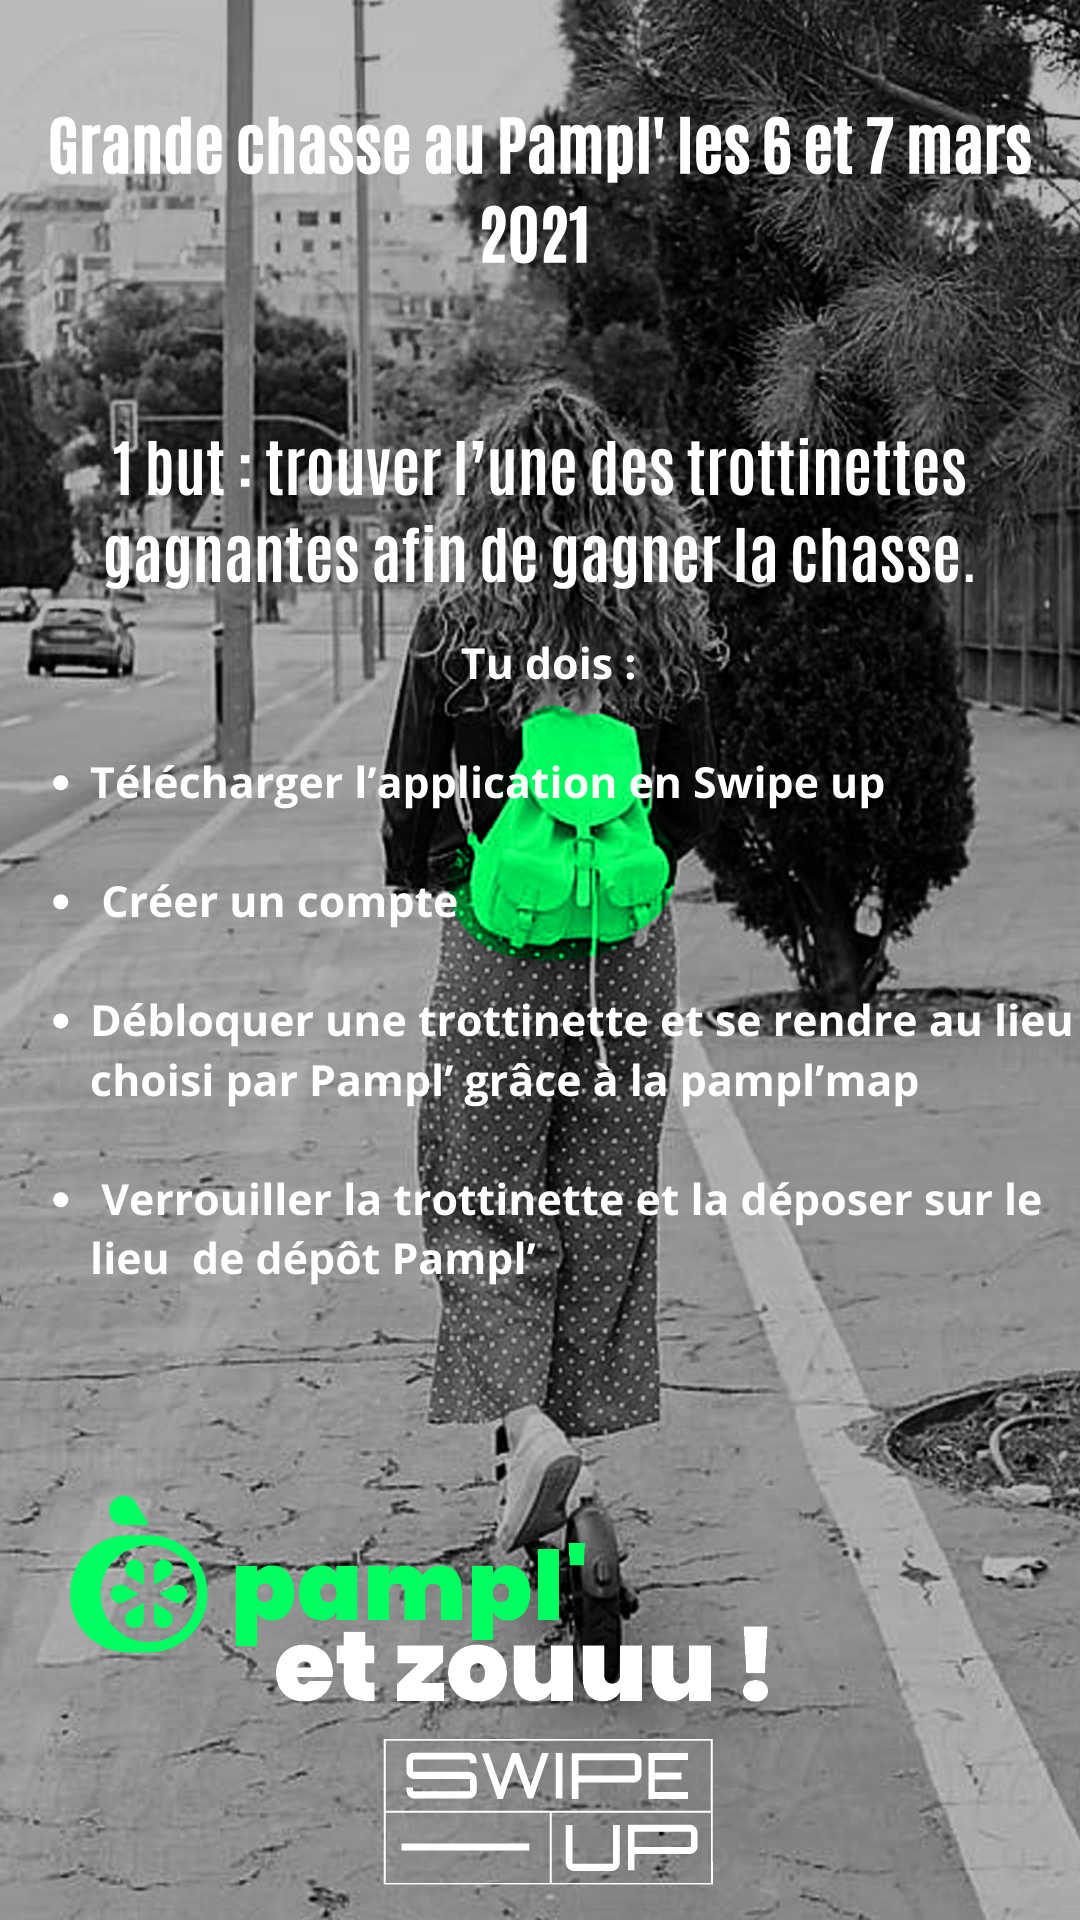 Grande chasse au Pampl' les 6 et 7 mars
2021
1 but : trouver l’une des trottinettes
gagnantes afin de gagner la chasse.
Tu dois :
• Télécharger l’application en Swipe up
• Créer un compte
• Débloquer une trottinette et se rendre au lieu
choisi par Pampl’ grâce à la pampl’map
• Verrouiller la trottinette et la déposer sur le
lieu de dépôt Pampl’
pampl'
et zouuu !
SWIPE
UP